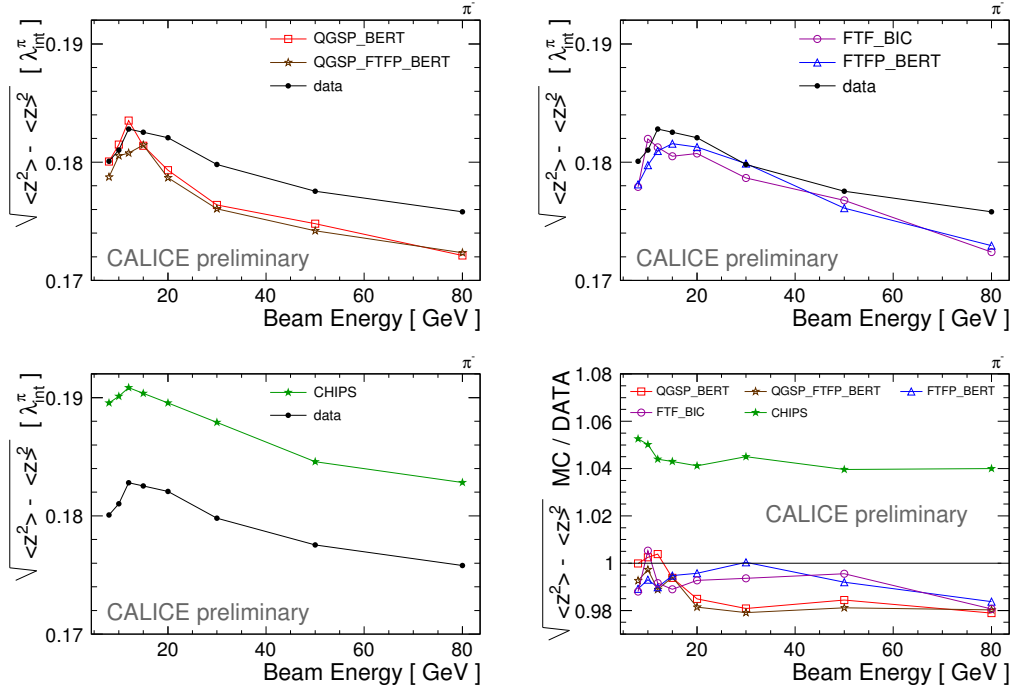 π⁻
√<z²> - <z>² [ λπint ]
0.19
0.18
0.17
QGSP_BERT
QGSP_FTFP_BERT
data
CALICE preliminary
20 40 60 80
Beam Energy [ GeV ]
π⁻
√<z²> - <z>² [ λπint ]
0.19
0.18
0.17
FTF_BIC
FTFP_BERT
data
CALICE preliminary
20 40 60 80
Beam Energy [ GeV ]
π⁻
√<z²> - <z>² [ λπint ]
0.19
0.18
0.17
CHIPS
data
CALICE preliminary
20 40 60 80
Beam Energy [ GeV ]
π⁻
√<z²> - <z>² MC / DATA
1.08
1.06
1.04
1.02
1
0.98
QGSP_BERT QGSP_FTFP_BERT FTFP_BERT
FTF_BIC CHIPS
CALICE preliminary
20 40 60 80
Beam Energy [ GeV ]